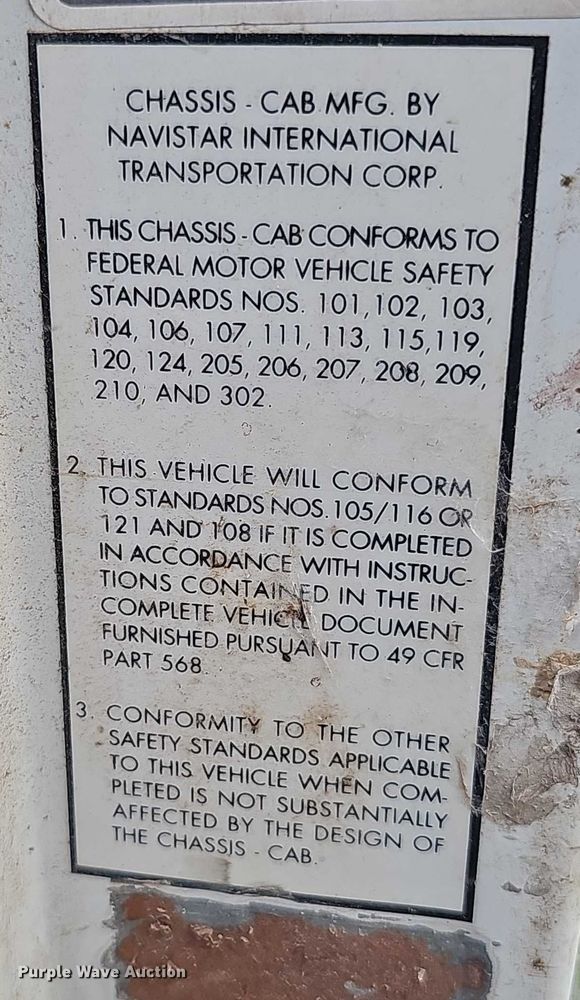 CHASSIS - CAB MFG. BY
NAVISTAR INTERNATIONAL
TRANSPORTATION CORP.
1. THIS CHASSIS - CAB CONFORMS TO
FEDERAL MOTOR VEHICLE SAFETY
STANDARDS NOS. 101,102, 103,
104, 106, 107, 111, 113, 115,119,
120, 124, 205, 206, 207, 208, 209,
210, AND 302.
2. THIS VEHICLE WILL CONFORM
TO STANDARDS NOS.105/116 OR
121 AND 108 IF IT IS COMPLETED
IN ACCORDANCE WITH INSTRUC-
TIONS CONTAINED IN THE IN-
COMPLETE VEHICLE DOCUMENT
FURNISHED PURSUANT TO 49 CFR
PART 568.
3. CONFORMITY TO THE OTHER
SAFETY STANDARDS APPLICABLE
TO THIS VEHICLE WHEN COM-
PLETED IS NOT SUBSTANTIALLY
AFFECTED BY THE DESIGN OF
THE CHASSIS - CAB.
Purple Wave Auction